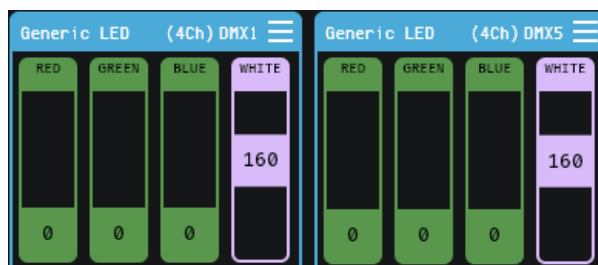 Generic LED (4Ch) DMX1
RED GREEN BLUE WHITE
160
0 0 0
Generic LED (4Ch) DMX5
RED GREEN BLUE WHITE
160
0 0 0